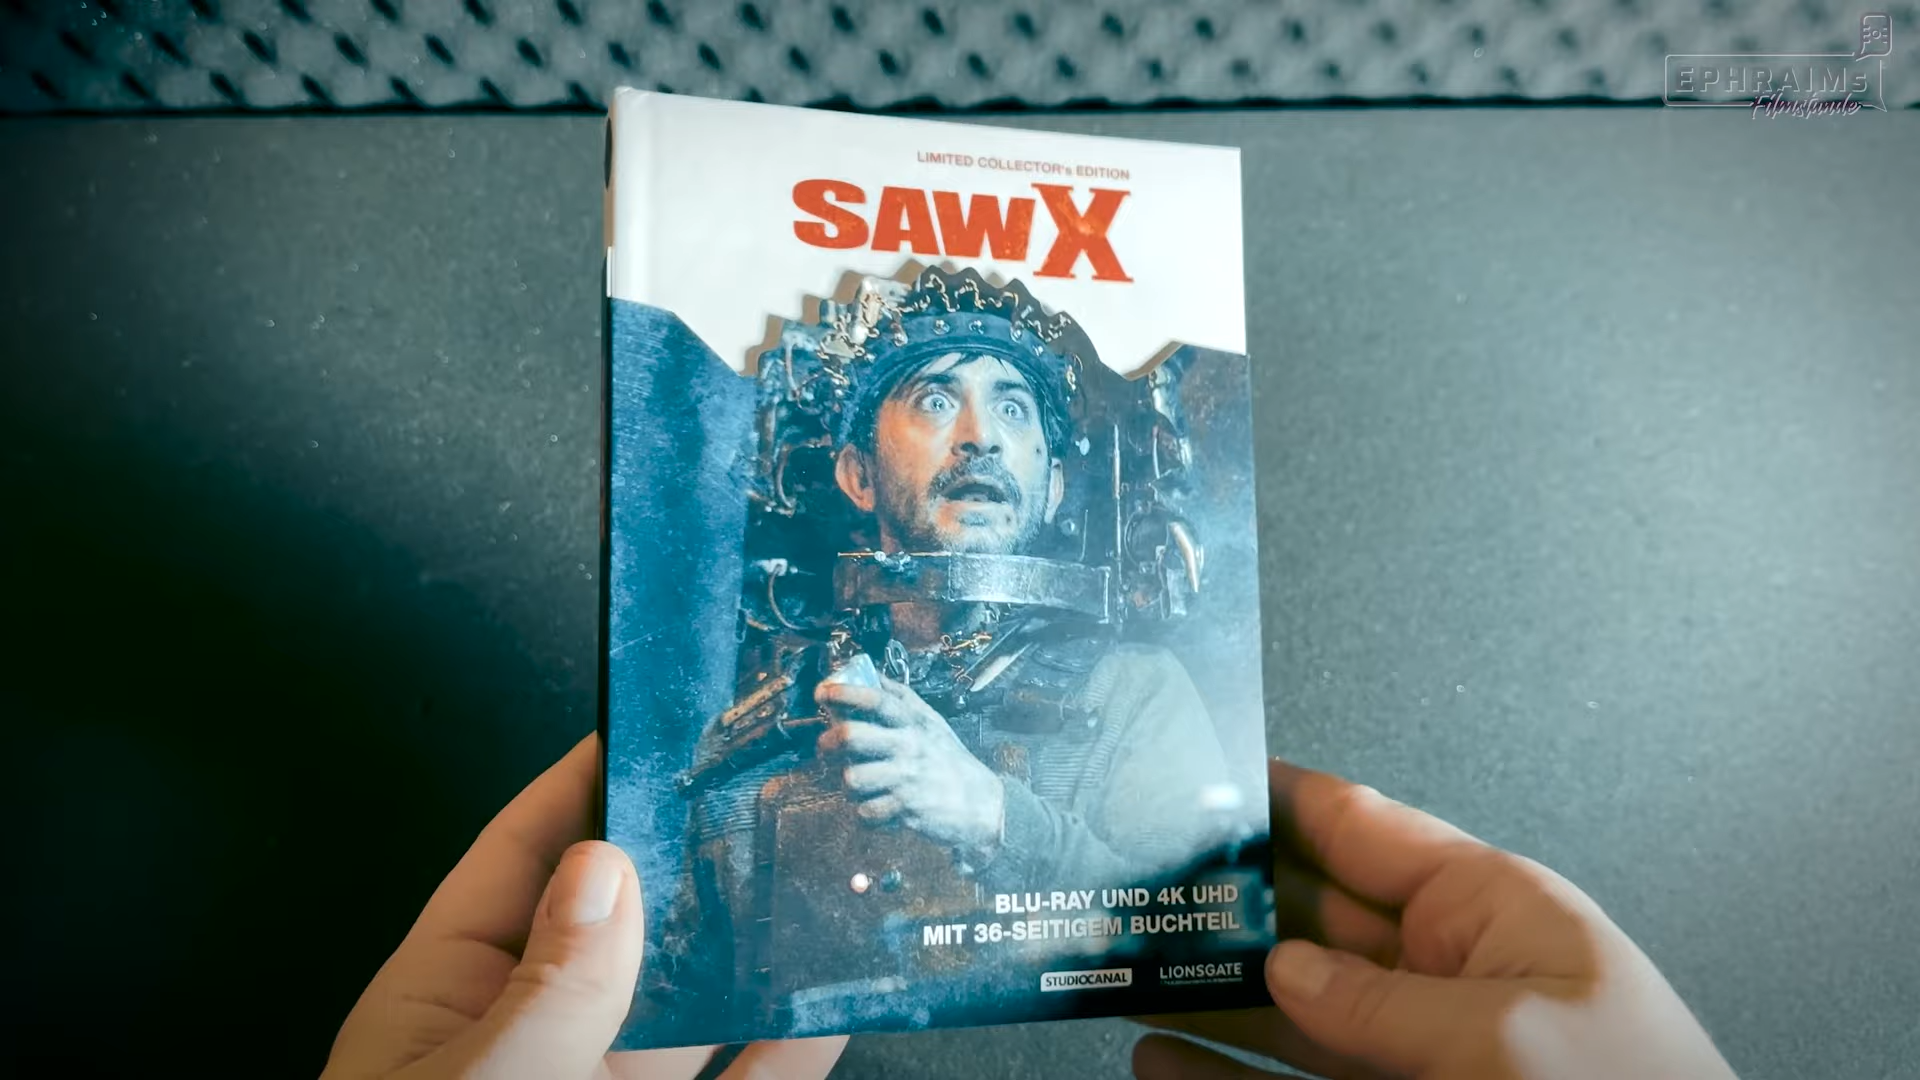 EPHRAIMs
Filmstunde
LIMITED COLLECTOR's EDITION
SAW X
BLU-RAY UND 4K UHD
MIT 36-SEITIGEM BUCHTEIL
STUDIOCANAL
LIONSGATE